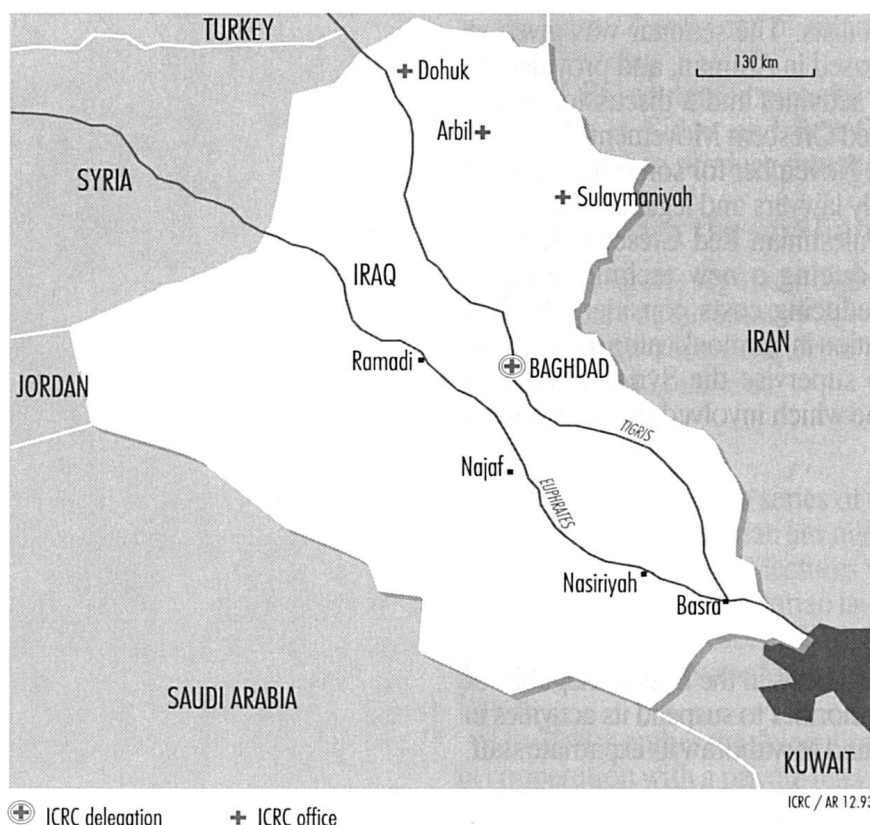 TURKEY
Dohuk
130 km
Arbil
SYRIA
Sulaymaniyah
IRAQ
IRAN
Ramadi
BAGHDAD
JORDAN
TIGRIS
Najaf
EUPHRATES
Nasiriyah
Basra
SAUDI ARABIA
KUWAIT
ICRC / AR 12.93
ICRC delegation
ICRC office